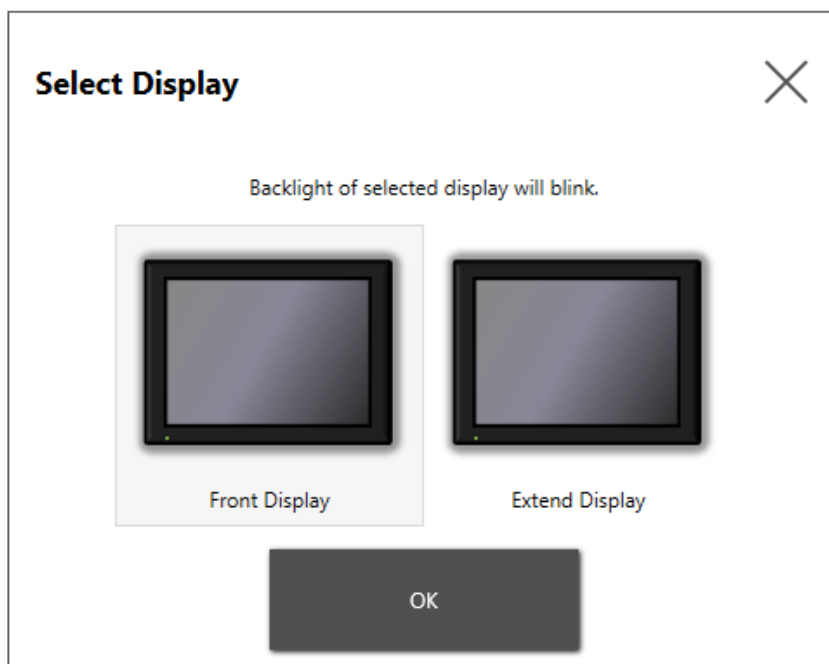 Select Display
Backlight of selected display will blink.
Front Display
Extend Display
OK